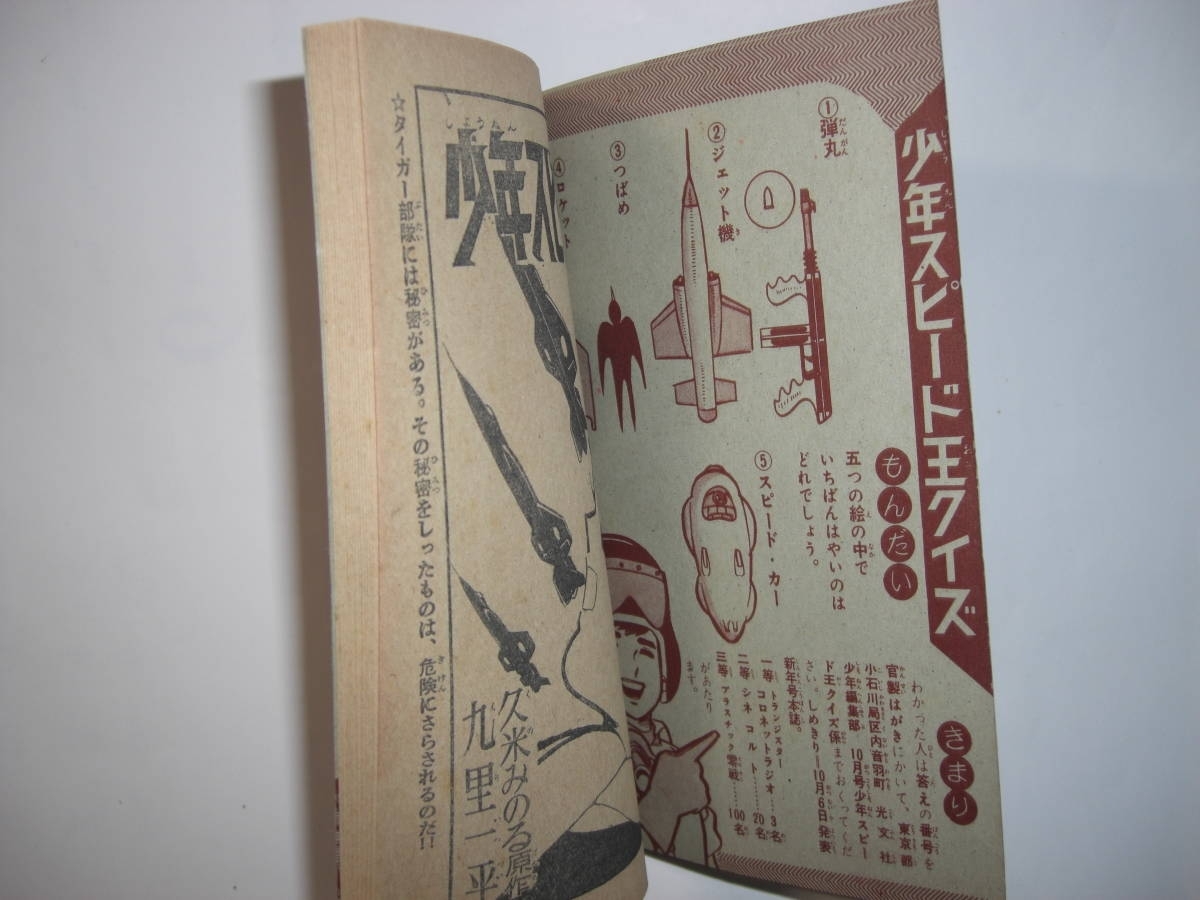 少年スピード王クイズ
もんだい
五つの絵の中で
いちばんはやいのは
どれでしょう。
①弾丸
②ジェット機
③つばめ
④ロケット
⑤スピード・カー
きまり
わかった人は答えの番号を
官製はがきにかいて、東京都
小石川局区内音羽町 光文社
少年編集部 10月号少年スピー
ド王クイズ係までおくってくだ
さい。しめきり―10月6日発表
新年号本誌。
一等 トランジスター
コロネットラジオ…3名
二等 シネコルト……20名
三等 プラスチック零戦……100名
があたり
ます。
少年ス
久米みのる原作
九里一平
☆タイガー部隊には秘密がある。その秘密をしったものは、危険にさらされるのだ!!